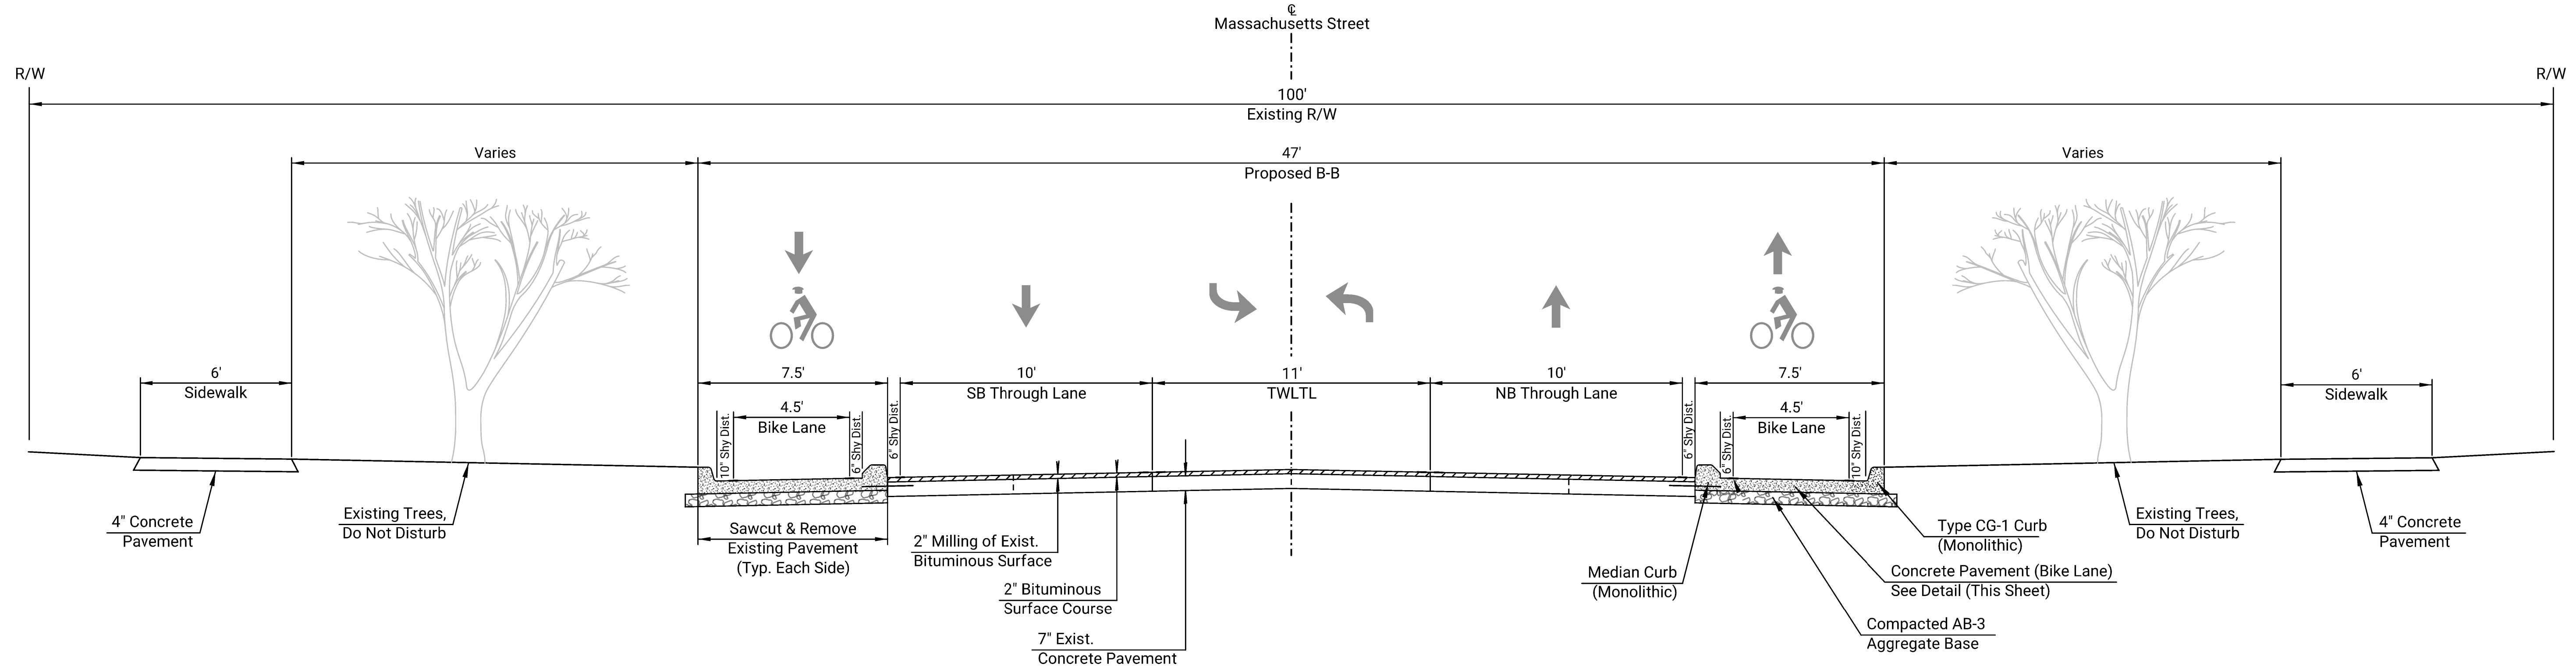 ℄
Massachusetts Street
R/W
R/W
100'
Existing R/W
Varies
47'
Proposed B-B
Varies
6'
Sidewalk
7.5'
10'
SB Through Lane
11'
TWLTL
10'
NB Through Lane
7.5'
6'
Sidewalk
10" Shy Dist.
4.5'
Bike Lane
6" Shy Dist.
6" Shy Dist.
6" Shy Dist.
6" Shy Dist.
4.5'
Bike Lane
10" Shy Dist.
4" Concrete
Pavement
Existing Trees,
Do Not Disturb
Sawcut & Remove
Existing Pavement
(Typ. Each Side)
2" Milling of Exist.
Bituminous Surface
2" Bituminous
Surface Course
7" Exist.
Concrete Pavement
Median Curb
(Monolithic)
Type CG-1 Curb
(Monolithic)
Concrete Pavement (Bike Lane)
See Detail (This Sheet)
Compacted AB-3
Aggregate Base
Existing Trees,
Do Not Disturb
4" Concrete
Pavement